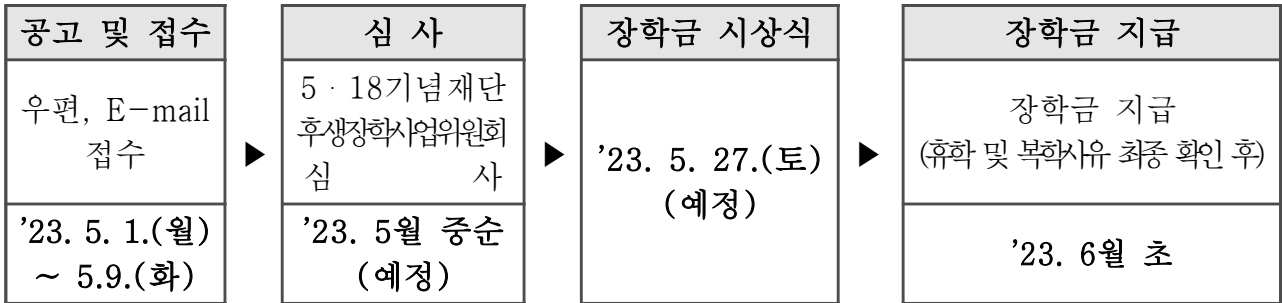 공고 및 접수
우편, E-mail
접수
'23. 5. 1.(월)
~ 5.9.(화)
▶
심 사
5·18기념재단
후생장학사업위원회
심 사
'23. 5월 중순
(예정)
▶
장학금 시상식
'23. 5. 27.(토)
(예정)
▶
장학금 지급
장학금 지급
(휴학 및 복학사유 최종 확인 후)
'23. 6월 초